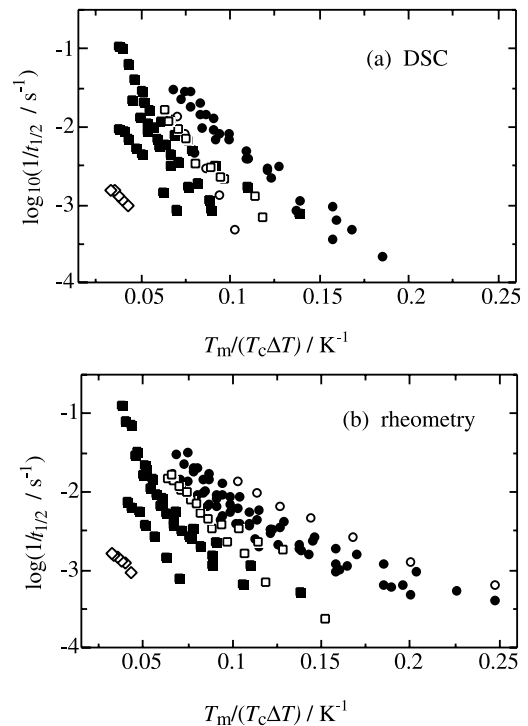 (a) DSC
log10(1/t1/2 / s-1)
-1
-2
-3
-4
0.05 0.1 0.15 0.2 0.25
Tm/(TcΔT) / K-1
(b) rheometry
log(1/t1/2 / s-1)
-1
-2
-3
-4
0.05 0.1 0.15 0.2 0.25
Tm/(TcΔT) / K-1